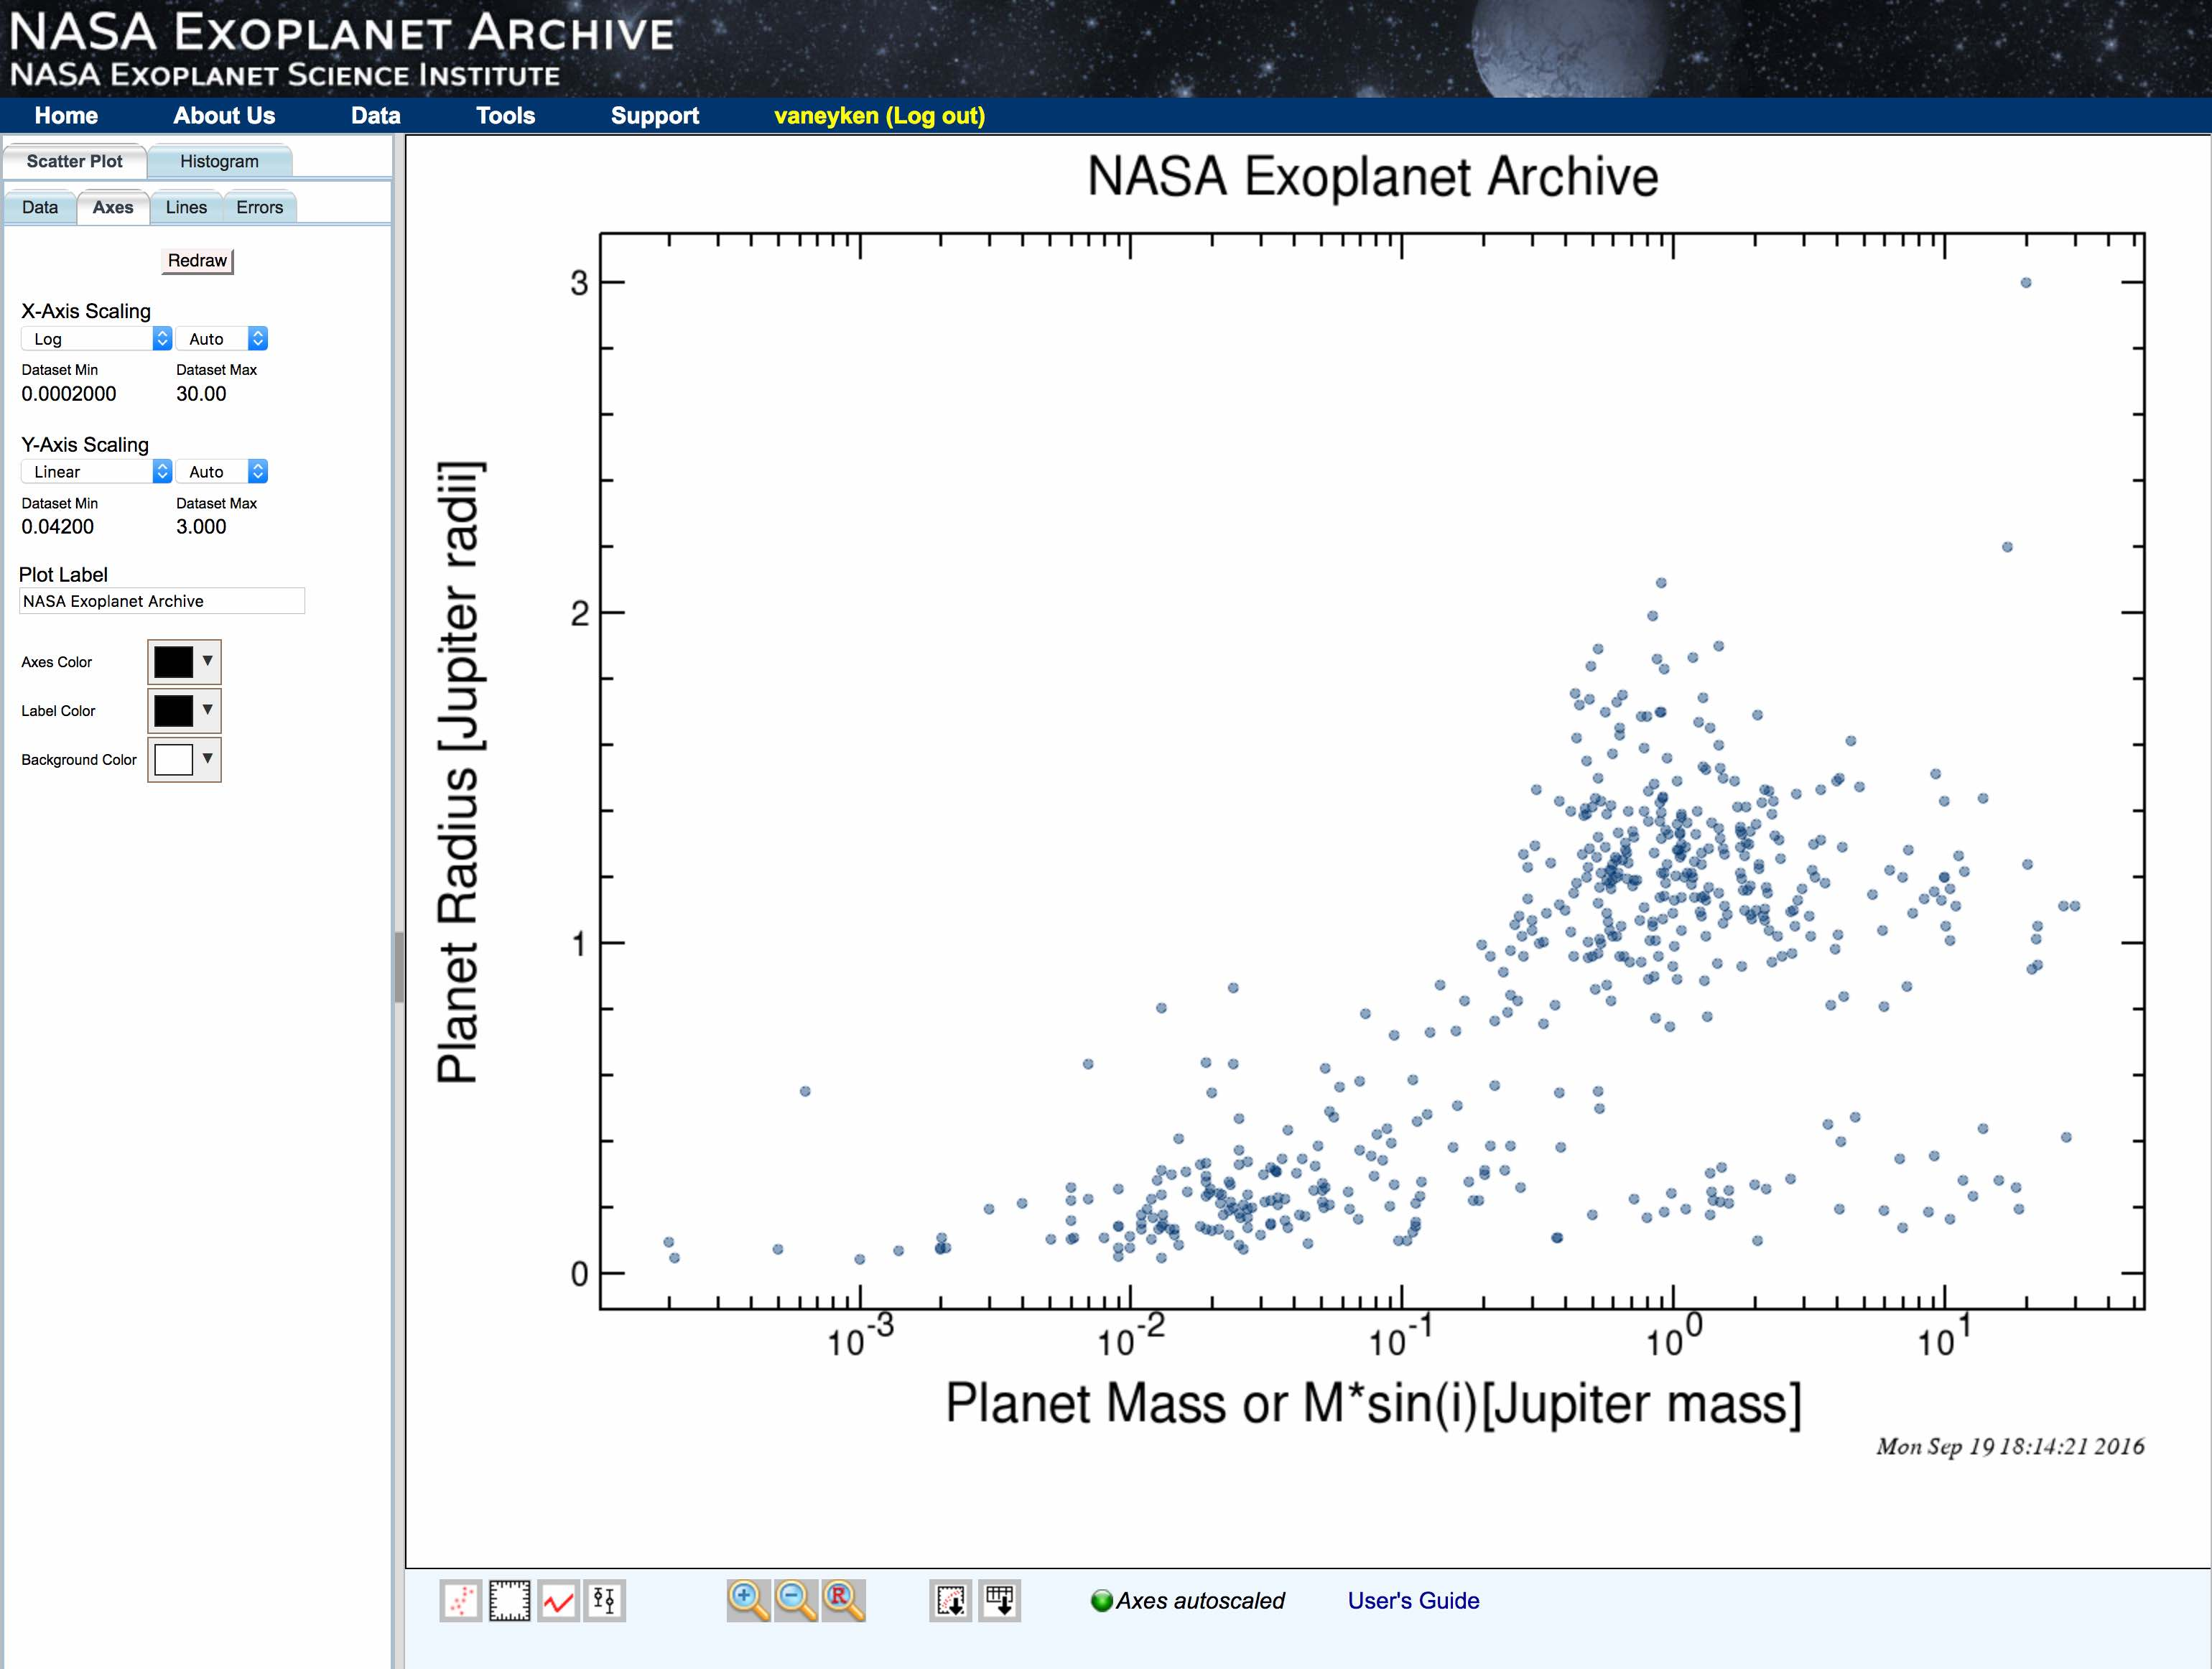 NASA EXOPLANET ARCHIVE
NASA EXOPLANET SCIENCE INSTITUTE
Home About Us Data Tools Support vaneyken (Log out)
Scatter Plot Histogram
Data Axes Lines Errors
Redraw
X-Axis Scaling
Log Auto
Dataset Min Dataset Max
0.0002000 30.00
Y-Axis Scaling
Linear Auto
Dataset Min Dataset Max
0.04200 3.000
Plot Label
NASA Exoplanet Archive
Axes Color
Label Color
Background Color
NASA Exoplanet Archive
Planet Radius [Jupiter radii]
3
2
1
0
10^-3 10^-2 10^-1 10^0 10^1
Planet Mass or M*sin(i)[Jupiter mass]
Mon Sep 19 18:14:21 2016
R
Axes autoscaled User's Guide